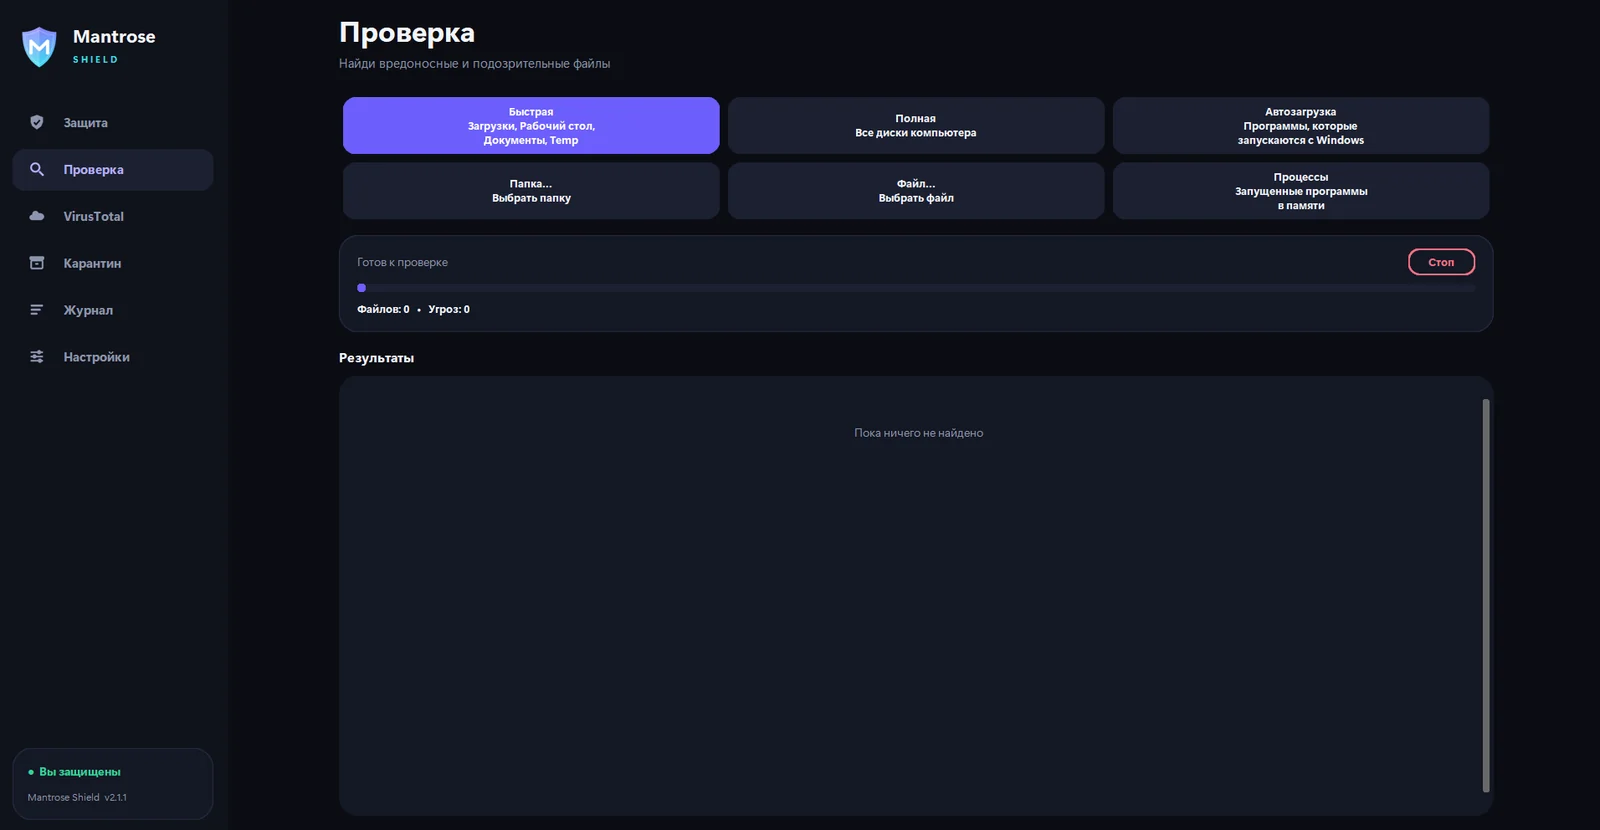 Mantrose
SHIELD
Защита
Проверка
VirusTotal
Карантин
Журнал
Настройки
• Вы защищены
Mantrose Shield v2.1.1
Проверка
Найди вредоносные и подозрительные файлы
Быстрая
Загрузки, Рабочий стол,
Документы, Temp
Полная
Все диски компьютера
Автозагрузка
Программы, которые
запускаются с Windows
Папка...
Выбрать папку
Файл...
Выбрать файл
Процессы
Запущенные программы
в памяти
Готов к проверке
Стоп
Файлов: 0 • Угроз: 0
Результаты
Пока ничего не найдено